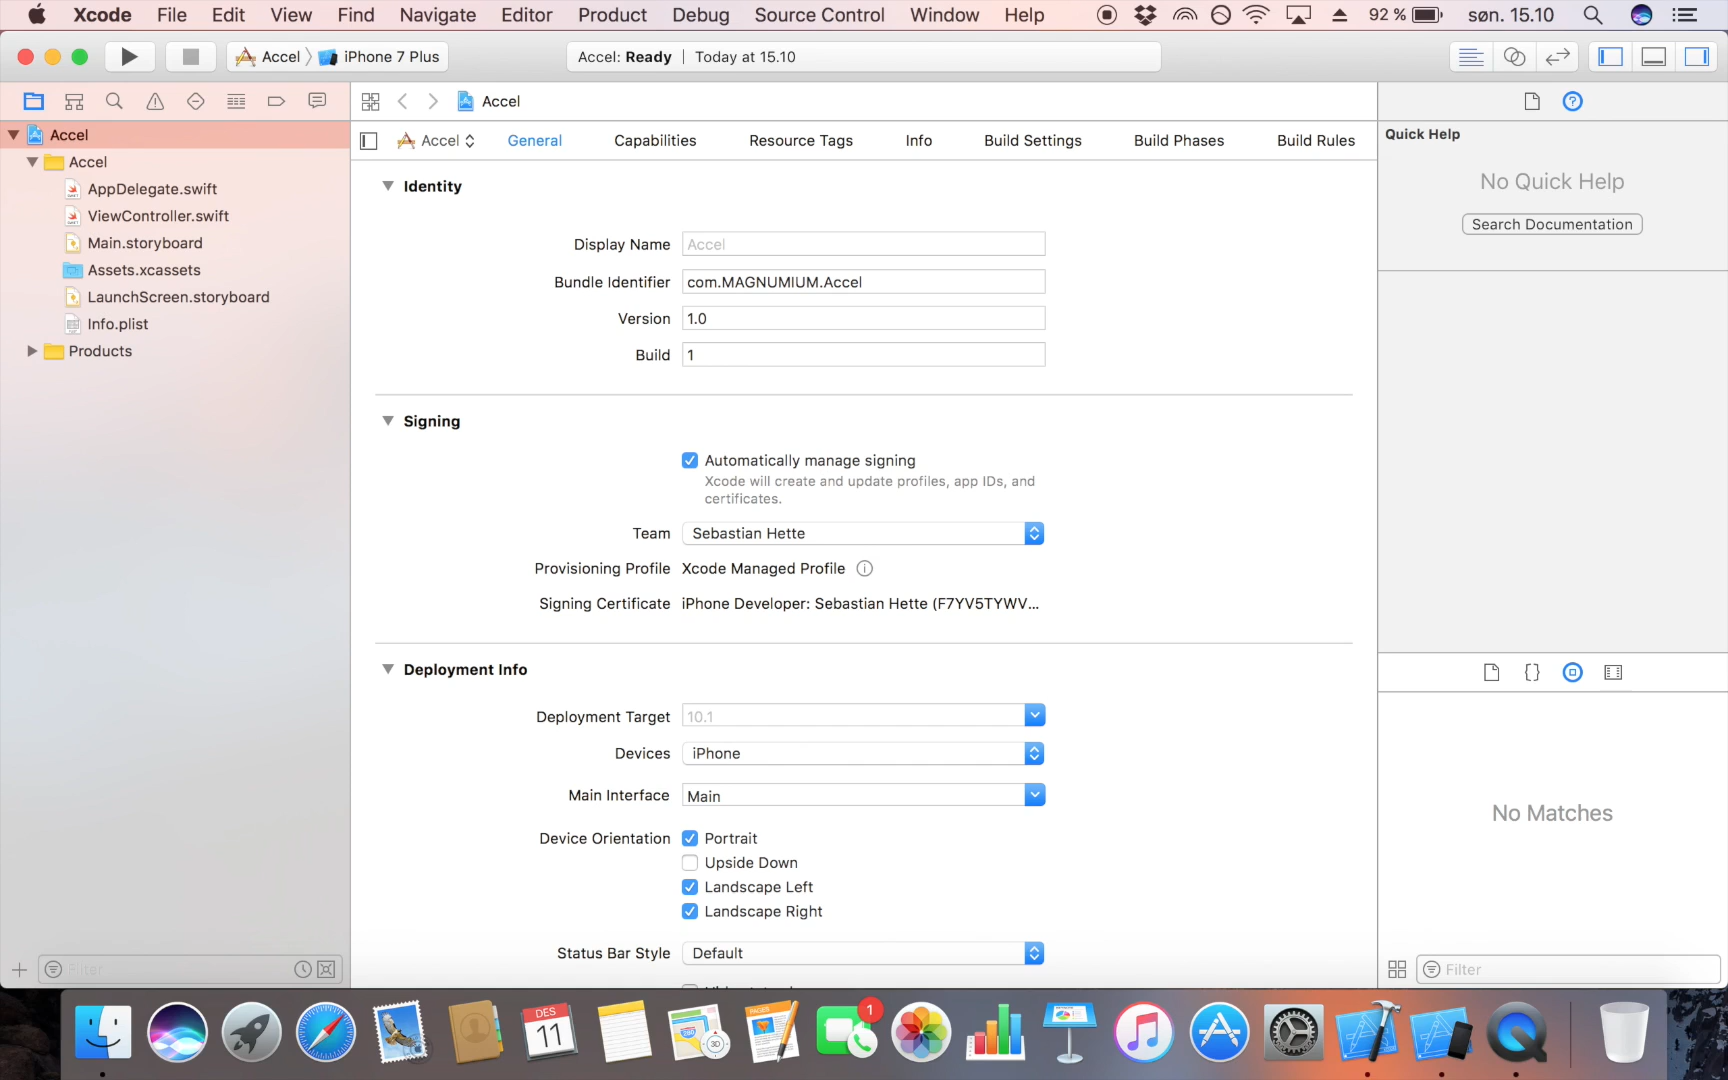 Xcode File Edit View Find Navigate Editor Product Debug Source Control Window Help 92 % søn. 15.10
Accel iPhone 7 Plus Accel: Ready Today at 15.10
Accel
Quick Help
No Quick Help
Search Documentation
Accel
Accel
AppDelegate.swift
ViewController.swift
Main.storyboard
Assets.xcassets
LaunchScreen.storyboard
Info.plist
Products
Filter
Accel General Capabilities Resource Tags Info Build Settings Build Phases Build Rules
Identity
Display Name Accel
Bundle Identifier com.MAGNUMIUM.Accel
Version 1.0
Build 1
Signing
Automatically manage signing
Xcode will create and update profiles, app IDs, and
certificates.
Team Sebastian Hette
Provisioning Profile Xcode Managed Profile
Signing Certificate iPhone Developer: Sebastian Hette (F7YV5TYWV...
Deployment Info
Deployment Target 10.1
Devices iPhone
Main Interface Main
Device Orientation Portrait
Upside Down
Landscape Left
Landscape Right
Status Bar Style Default
{}
No Matches
Filter
DES
11
280
3D
PAGES
1